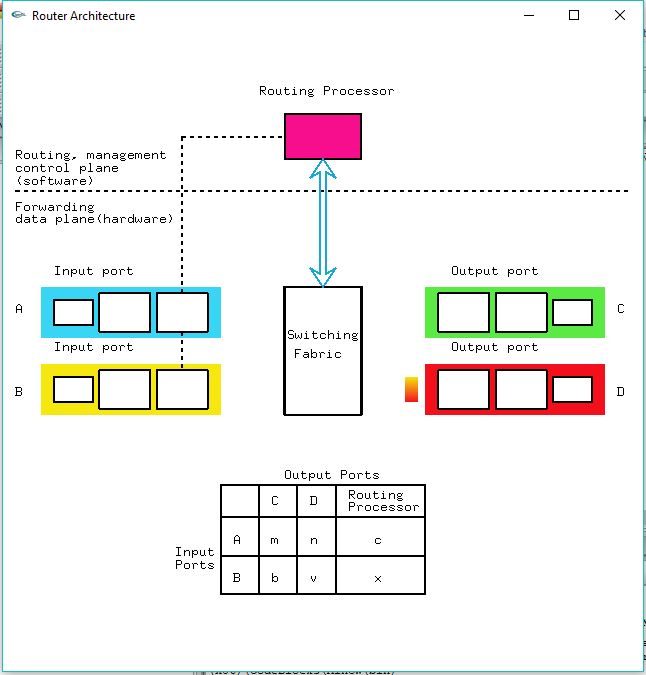 Router Architecture
Routing Processor
Routing, management
control plane
(software)
Forwarding
data plane(hardware)
Input port
Output port
A
C
Switching
Fabric
Input port
Output port
B
D
Output Ports
C D Routing
Processor
Input
Ports
A m n c
B b v x